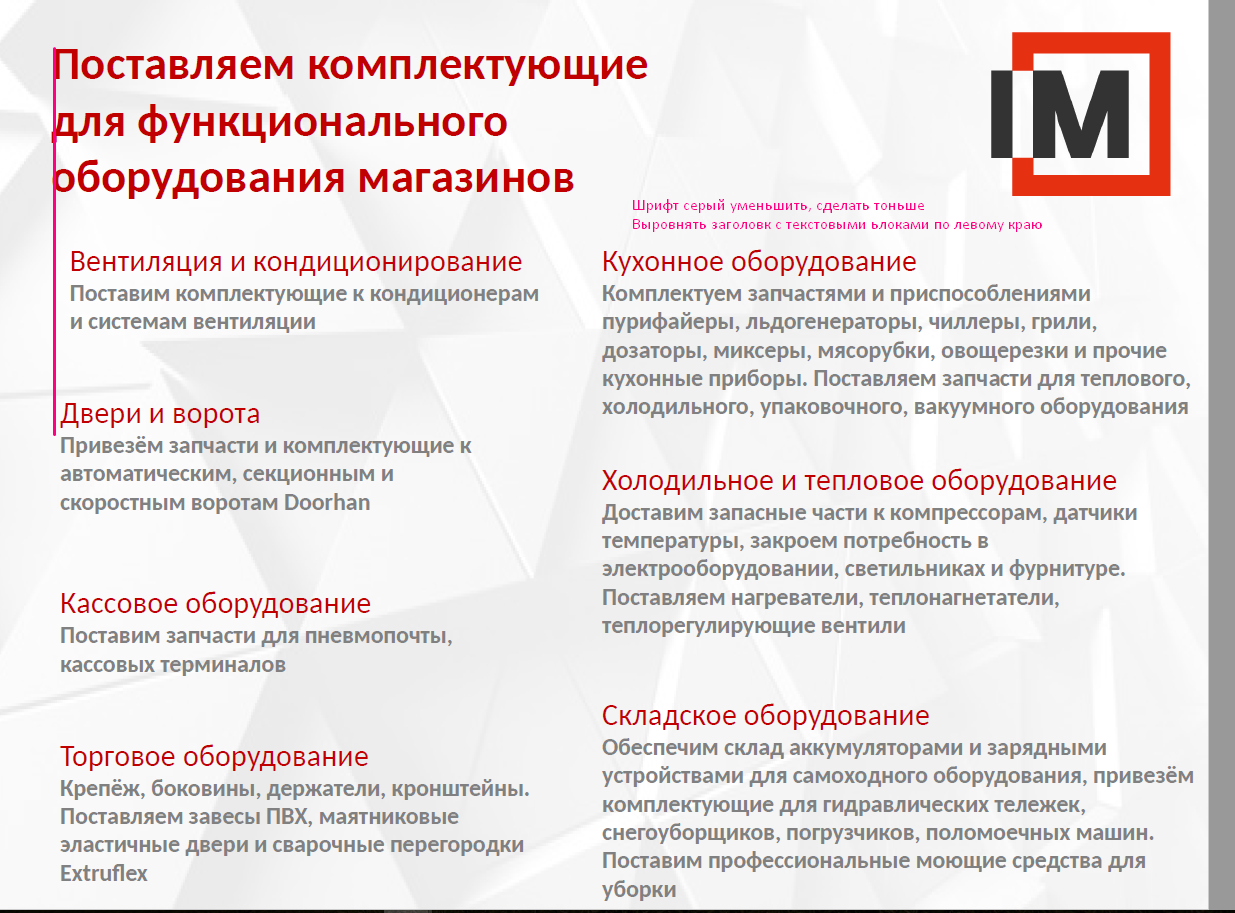 Поставляем комплектующие
для функционального
оборудования магазинов
IM
Шрифт серый уменьшить, сделать тоньше
Выровнять заголовк с текстовыми ьлоками по левому краю
Вентиляция и кондиционирование
Поставим комплектующие к кондиционерам
и системам вентиляции
Двери и ворота
Привезём запчасти и комплектующие к
автоматическим, секционным и
скоростным воротам Doorhan
Кассовое оборудование
Поставим запчасти для пневмопочты,
кассовых терминалов
Торговое оборудование
Крепёж, боковины, держатели, кронштейны.
Поставляем завесы ПВХ, маятниковые
эластичные двери и сварочные перегородки
Extruflex
Кухонное оборудование
Комплектуем запчастями и приспособлениями
пурифайеры, льдогенераторы, чиллеры, грили,
дозаторы, миксеры, мясорубки, овощерезки и прочие
кухонные приборы. Поставляем запчасти для теплового,
холодильного, упаковочного, вакуумного оборудования
Холодильное и тепловое оборудование
Доставим запасные части к компрессорам, датчики
температуры, закроем потребность в
электрооборудовании, светильниках и фурнитуре.
Поставляем нагреватели, теплонагнетатели,
теплорегулирующие вентили
Складское оборудование
Обеспечим склад аккумуляторами и зарядными
устройствами для самоходного оборудования, привезём
комплектующие для гидравлических тележек,
снегоуборщиков, погрузчиков, поломоечных машин.
Поставим профессиональные моющие средства для
уборки